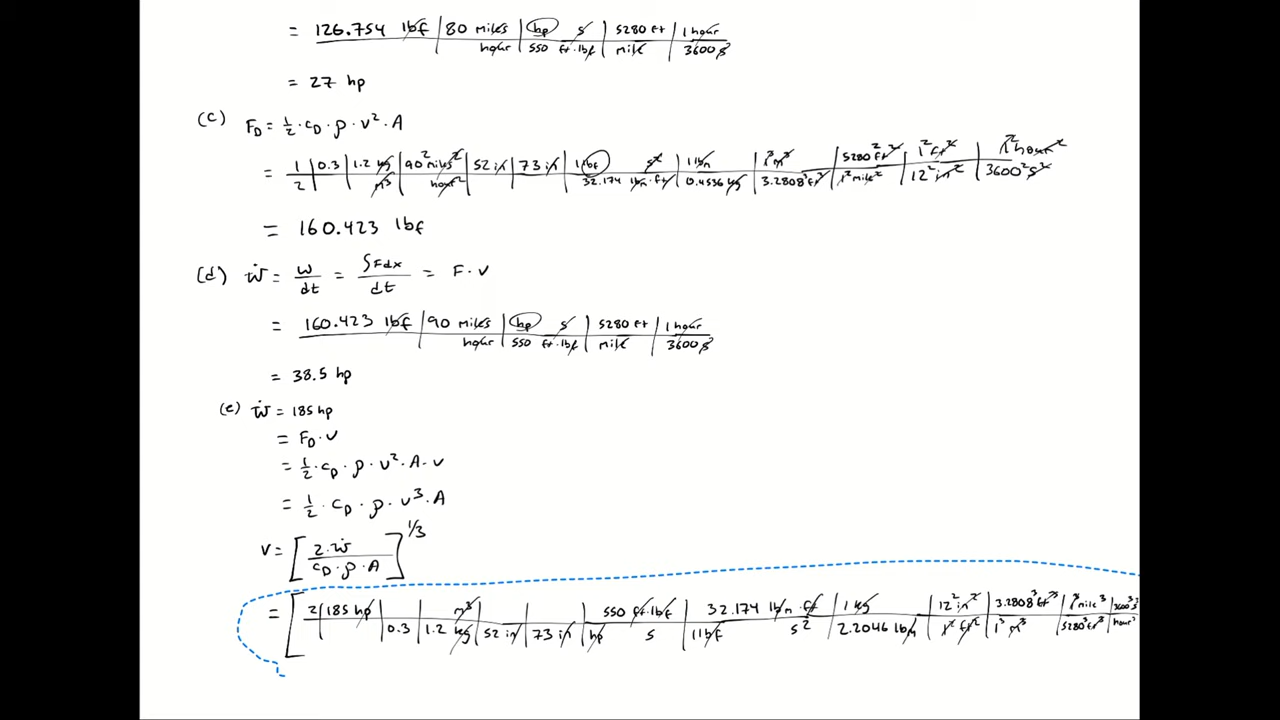 = 126.754 lbf | 80 miles | hp s | 5280 ft | 1 hour
hour | 550 ft·lbf | mile | 3600 s
= 27 hp
(c) F_D = 1/2 · c_D · ρ · v² · A
= 1 | 0.3 | 1.2 kg | 90² miles² | 52 in | 73 in | 1 lbf s² | 1 lbm | 1³ m³ | 5280² ft² | 1² ft² | 1² hour²
2 | m³ | hour² | 32.174 lbm·ft | 0.4536 kg | 3.2808³ ft³ | 1² mile² | 12² in² | 3600² s²
= 160.423 lbf
(d) ẇ = w/dt = ∫Fdx/dt = F · v
= 160.423 lbf | 90 miles | hp s | 5280 ft | 1 hour
hour | 550 ft·lbf | mile | 3600 s
= 38.5 hp
(e) ẇ = 185 hp
= F_D · v
= 1/2 · c_D · ρ · v² · A · v
= 1/2 · c_D · ρ · v³ · A
v = [2·ẇ / c_D · ρ · A]^1/3
= [ 2 | 185 hp | m³ | 550 ft·lbf | 32.174 lbm·ft | 1 kg | 12² in² | 3.2808³ ft³ | 1³ mile³ | 3600³ s³
0.3 | 1.2 kg | 52 in | 73 in | hp s | 1 lbf s² | 2.2046 lbm | 1² ft² | 1³ m³ | 5280³ ft³ | hour³